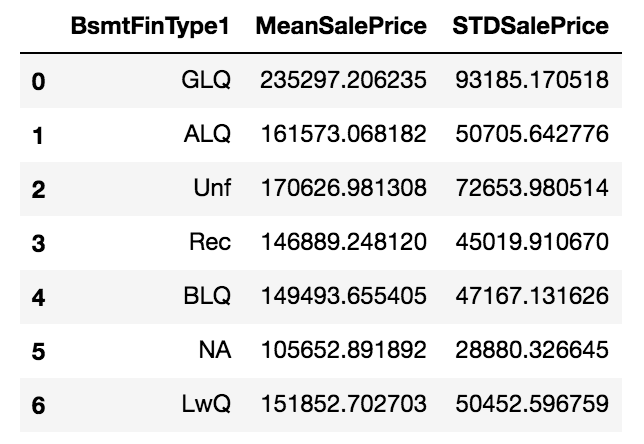 BsmtFinType1 MeanSalePrice STDSalePrice
0 GLQ 235297.206235 93185.170518
1 ALQ 161573.068182 50705.642776
2 Unf 170626.981308 72653.980514
3 Rec 146889.248120 45019.910670
4 BLQ 149493.655405 47167.131626
5 NA 105652.891892 28880.326645
6 LwQ 151852.702703 50452.596759